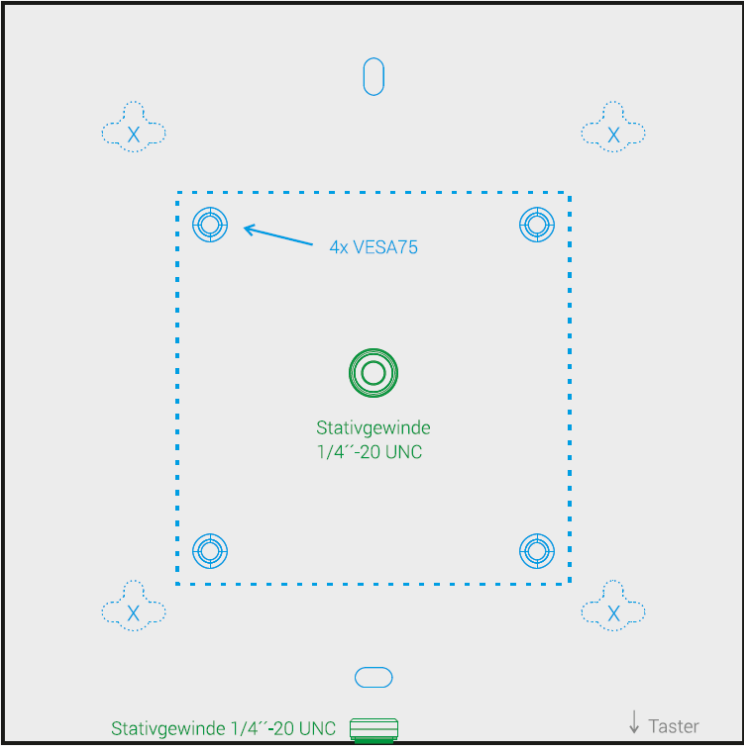 X
X
4x VESA75
Stativgewinde
1/4´´-20 UNC
X
X
Stativgewinde 1/4´´-20 UNC
Taster